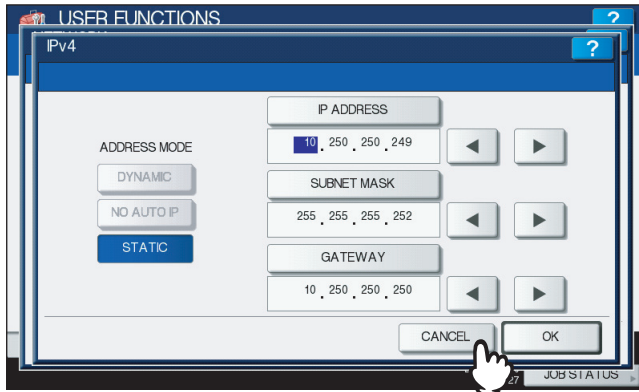 USER FUNCTIONS
?
IPv4
?
IP ADDRESS
ADDRESS MODE
10 . 250 . 250 . 249
DYNAMIC
SUBNET MASK
NO AUTO IP
255 . 255 . 255 . 252
STATIC
GATEWAY
10 . 250 . 250 . 250
CANCEL
OK
27
JOB STATUS